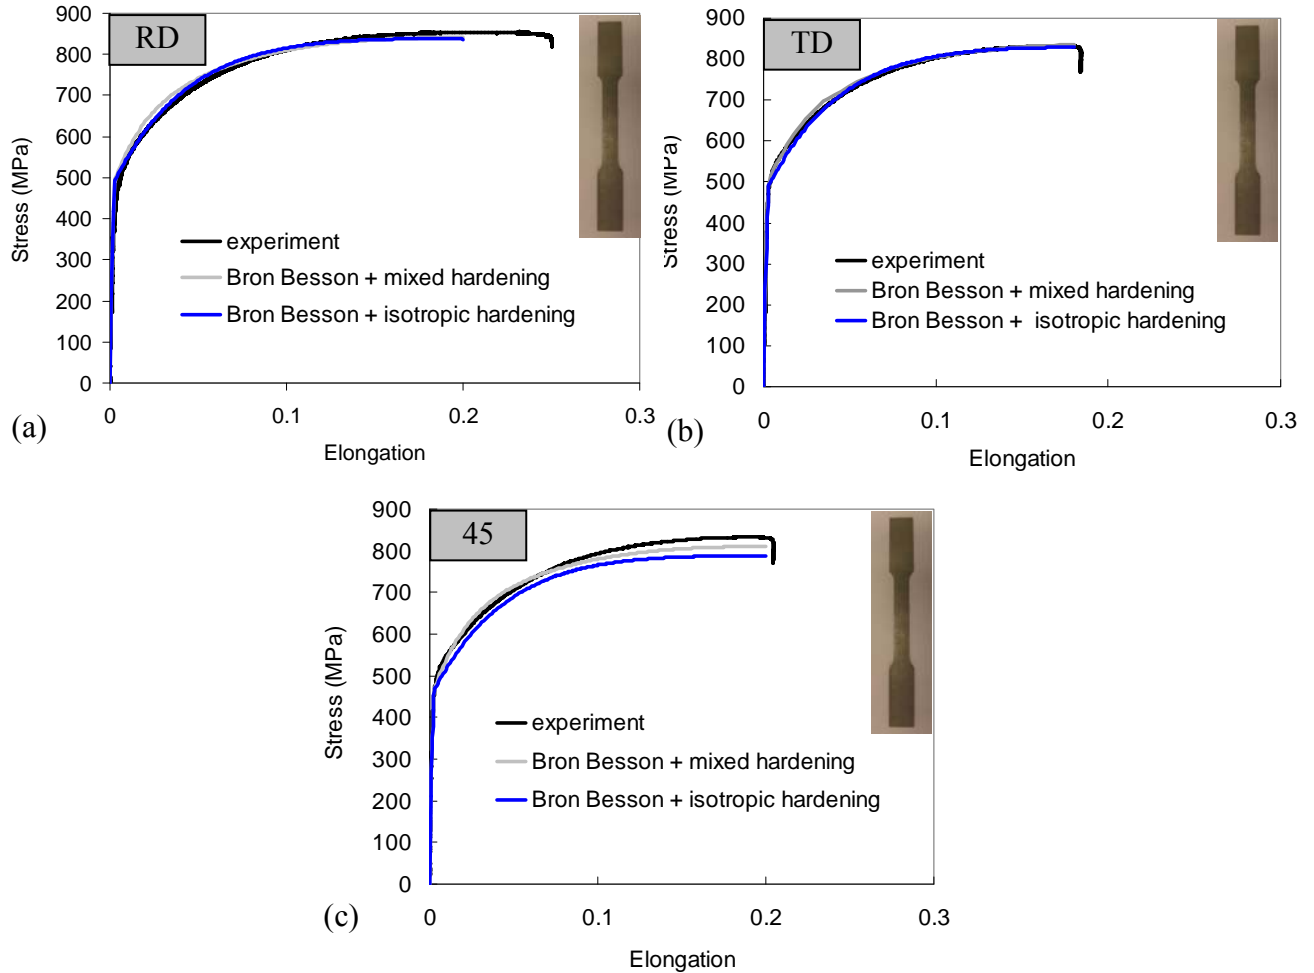 900
800
700
600
500
400
300
200
100
0
Stress (MPa)
RD
experiment
Bron Besson + mixed hardening
Bron Besson + isotropic hardening
0 0.1 0.2 0.3
Elongation
(a)
900
800
700
600
500
400
300
200
100
0
Stress (MPa)
TD
experiment
Bron Besson + mixed hardening
Bron Besson + isotropic hardening
0 0.1 0.2 0.3
Elongation
(b)
900
800
700
600
500
400
300
200
100
0
Stress (MPa)
45
experiment
Bron Besson + mixed hardening
Bron Besson + isotropic hardening
0 0.1 0.2 0.3
Elongation
(c)